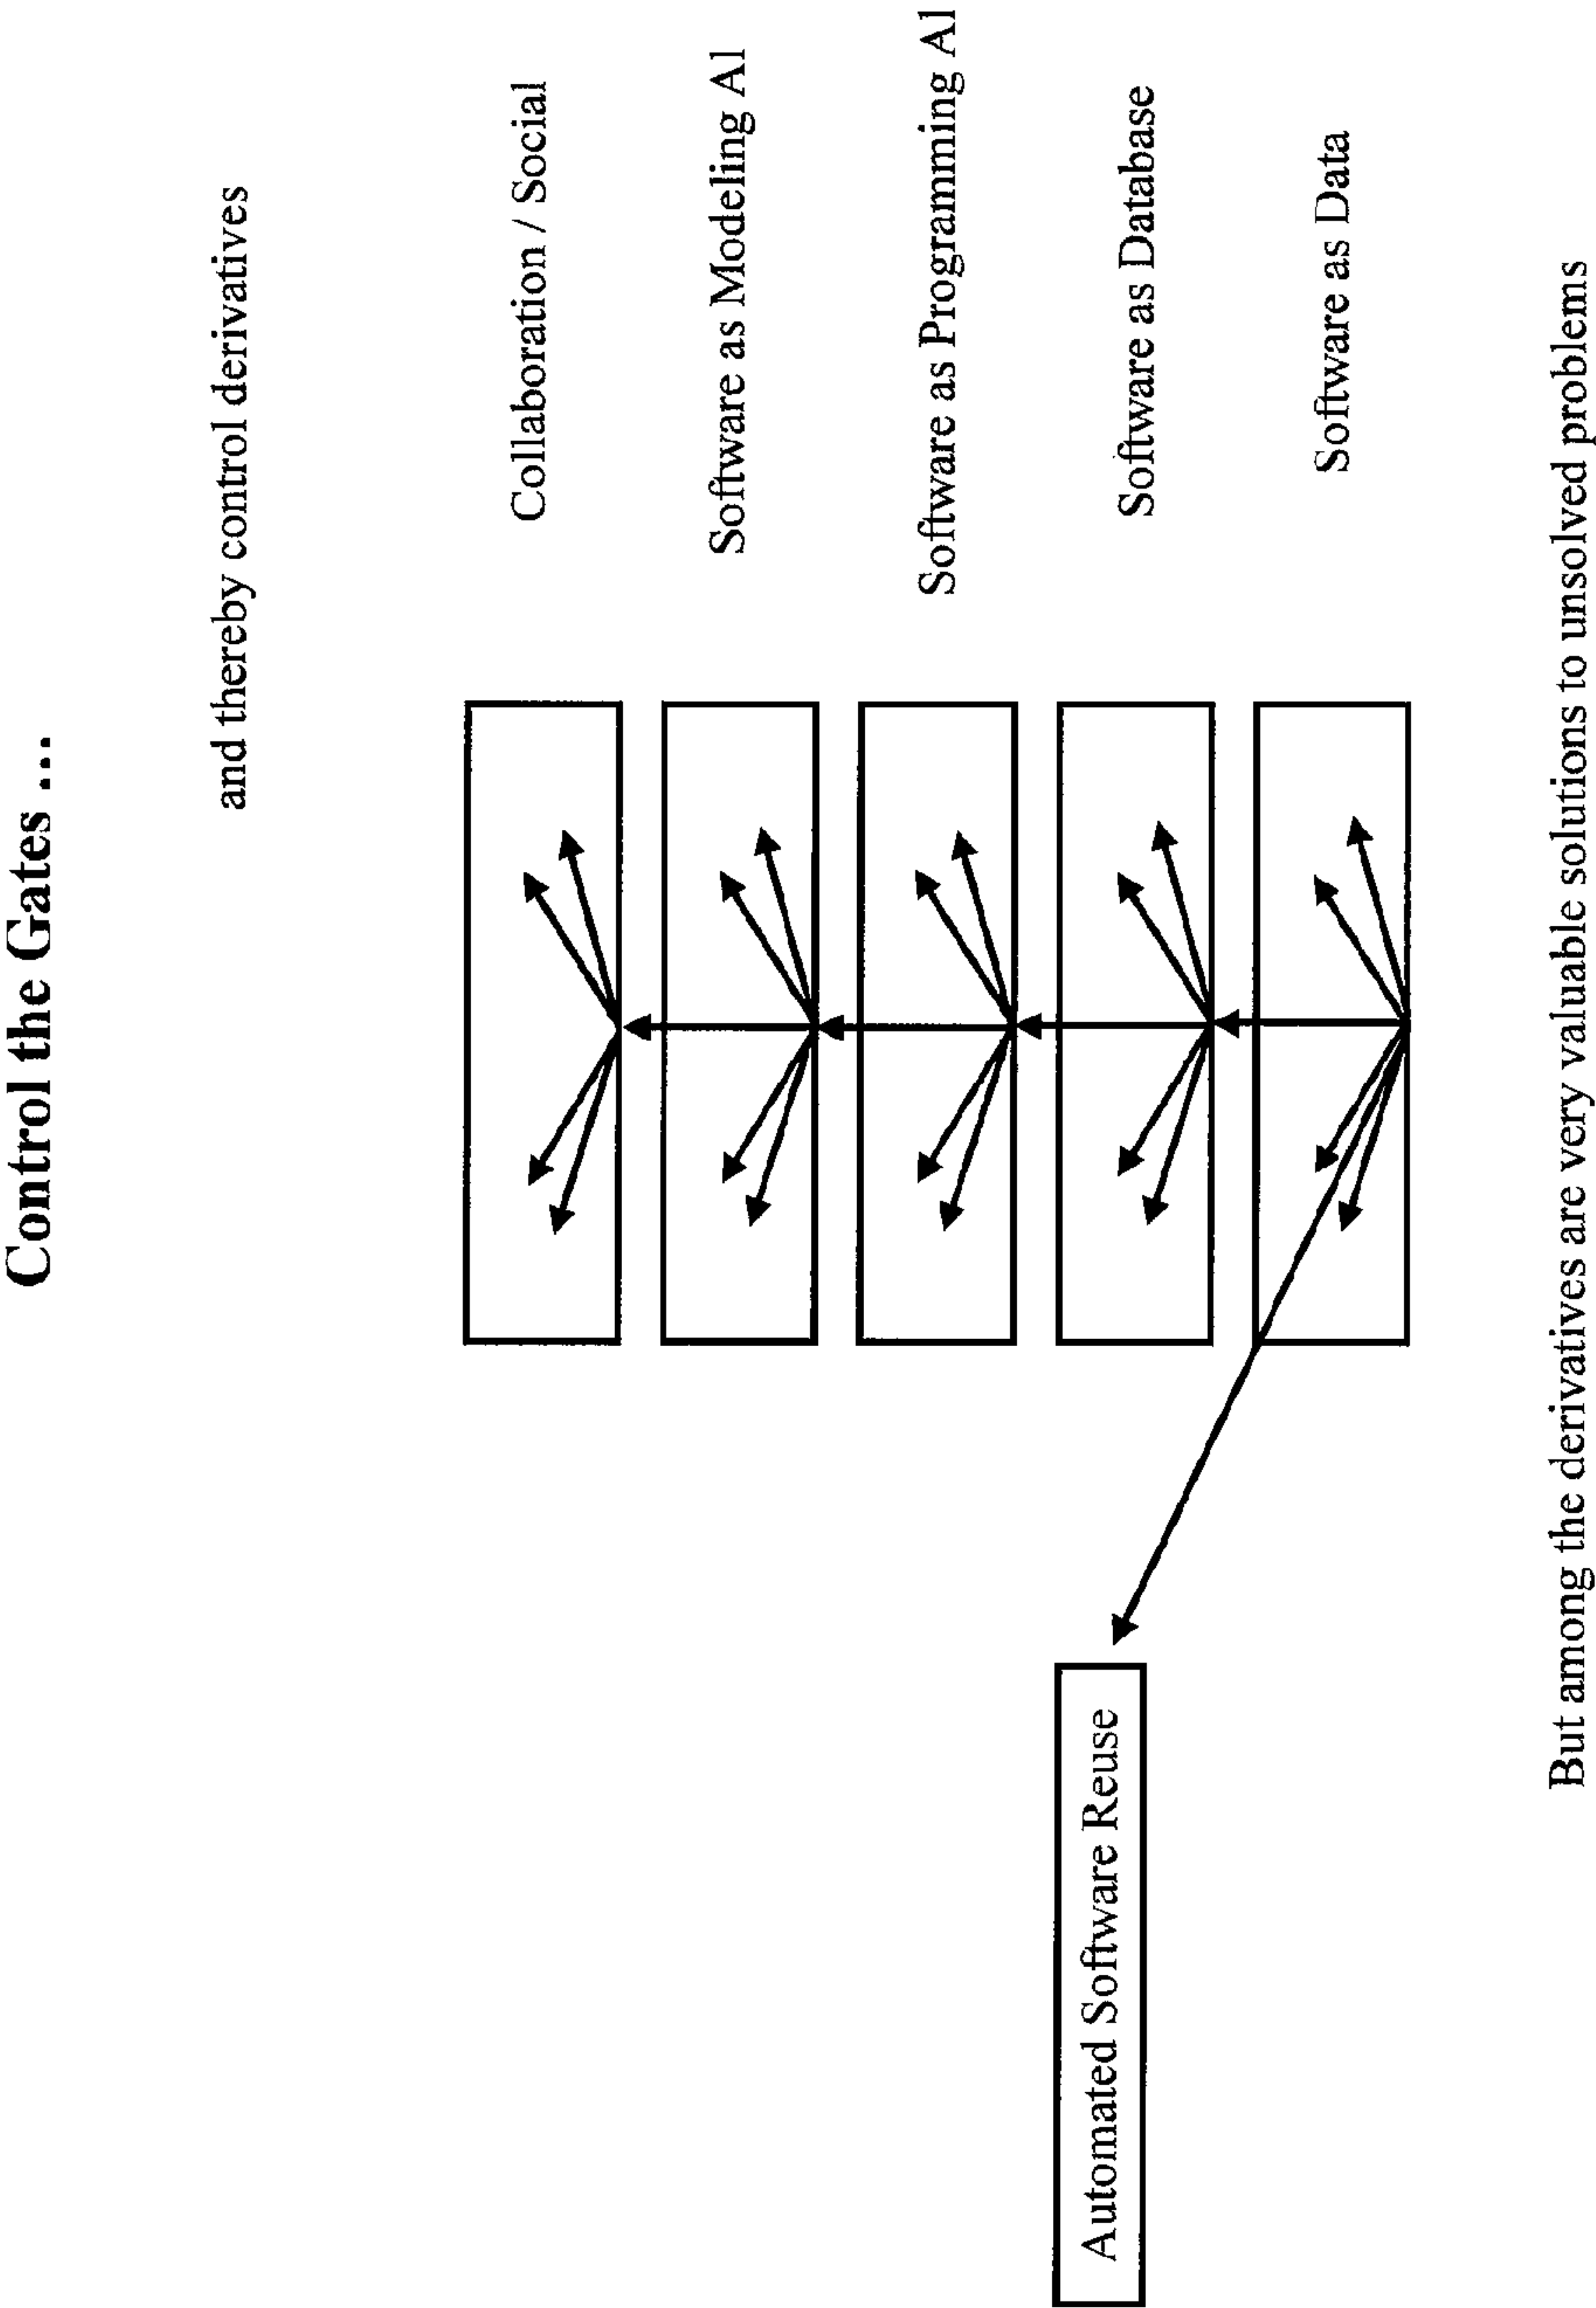 Control the Gates ...
and thereby control derivatives
Collaboration / Social
Software as Modeling AI
Software as Programming AI
Software as Database
Software as Data
Automated Software Reuse
But among the derivatives are very valuable solutions to unsolved problems